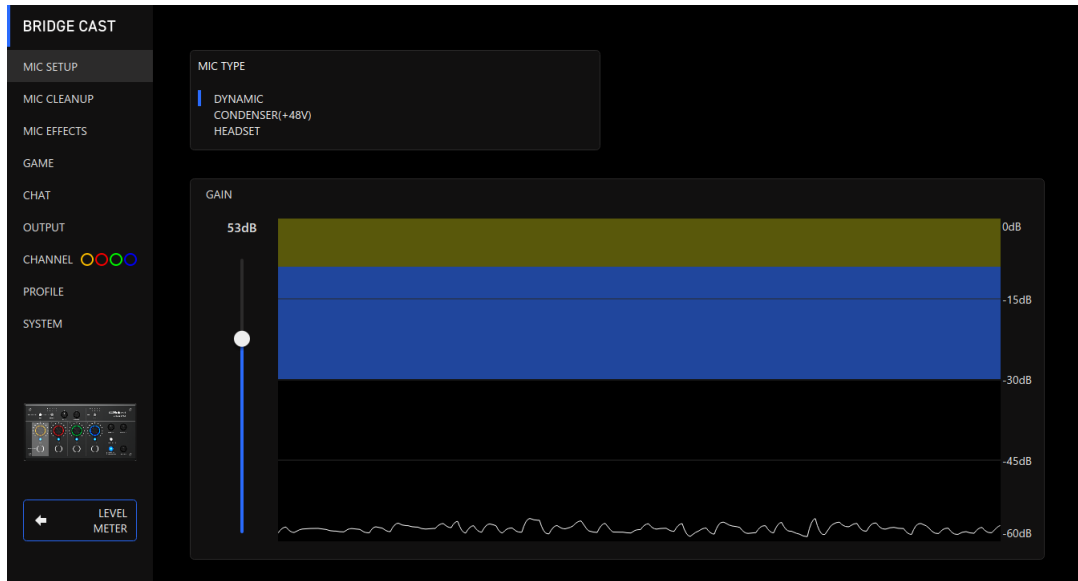 BRIDGE CAST
MIC SETUP
MIC CLEANUP
MIC EFFECTS
GAME
CHAT
OUTPUT
CHANNEL
PROFILE
SYSTEM
LEVEL
METER
MIC TYPE
DYNAMIC
CONDENSER(+48V)
HEADSET
GAIN
53dB
0dB
-15dB
-30dB
-45dB
-60dB